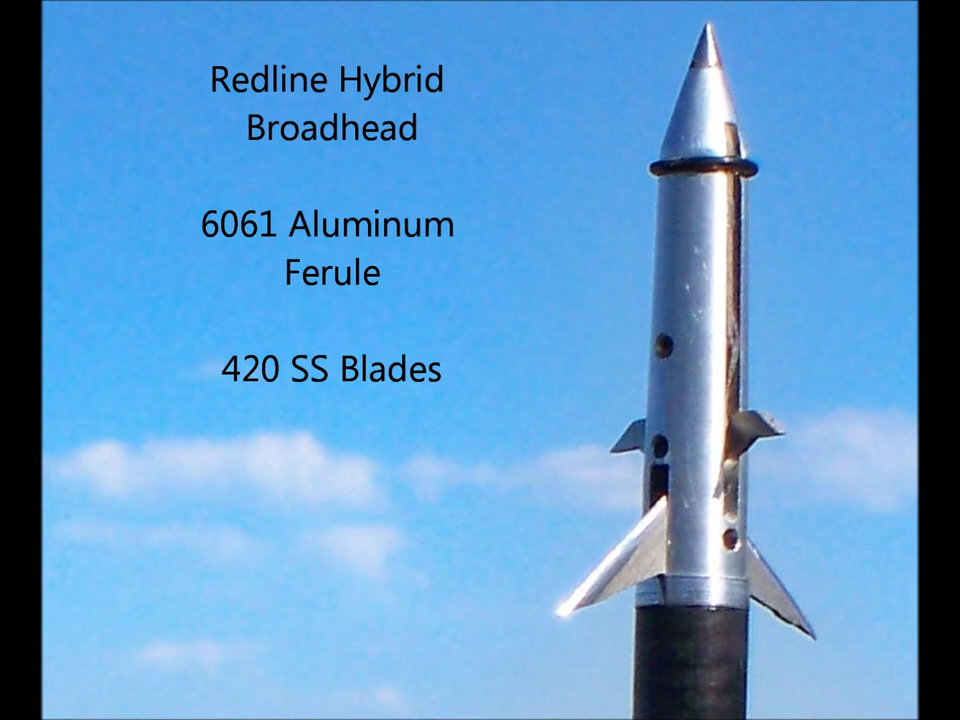 Redline Hybrid
Broadhead
6061 Aluminum
Ferule
420 SS Blades